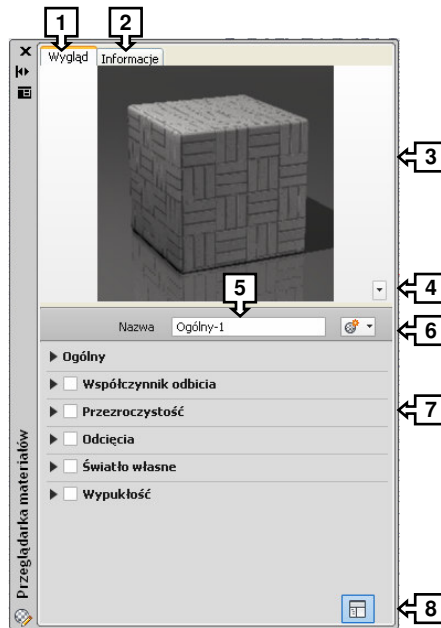 1 2
Wygląd Informacje
3
4
5
Nazwa Ogólny-1
6
Ogólny
Współczynnik odbicia
Przezroczystość
7
Odcięcia
Światło własne
Wypukłość
Przeglądarka materiałów
8